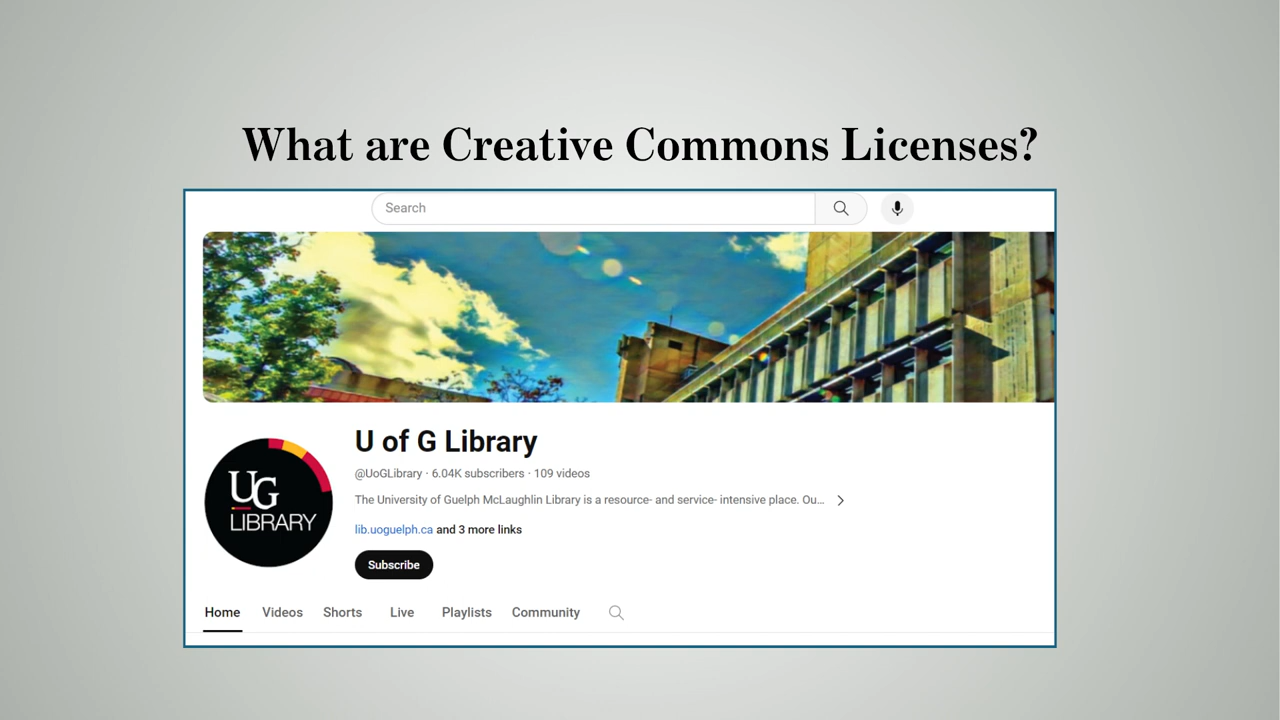 What are Creative Commons Licenses?
Search
U of G Library
@UoGLibrary · 6.04K subscribers · 109 videos
The University of Guelph McLaughlin Library is a resource- and service- intensive place. Ou...
lib.uoguelph.ca and 3 more links
Subscribe
UG
LIBRARY
Home Videos Shorts Live Playlists Community